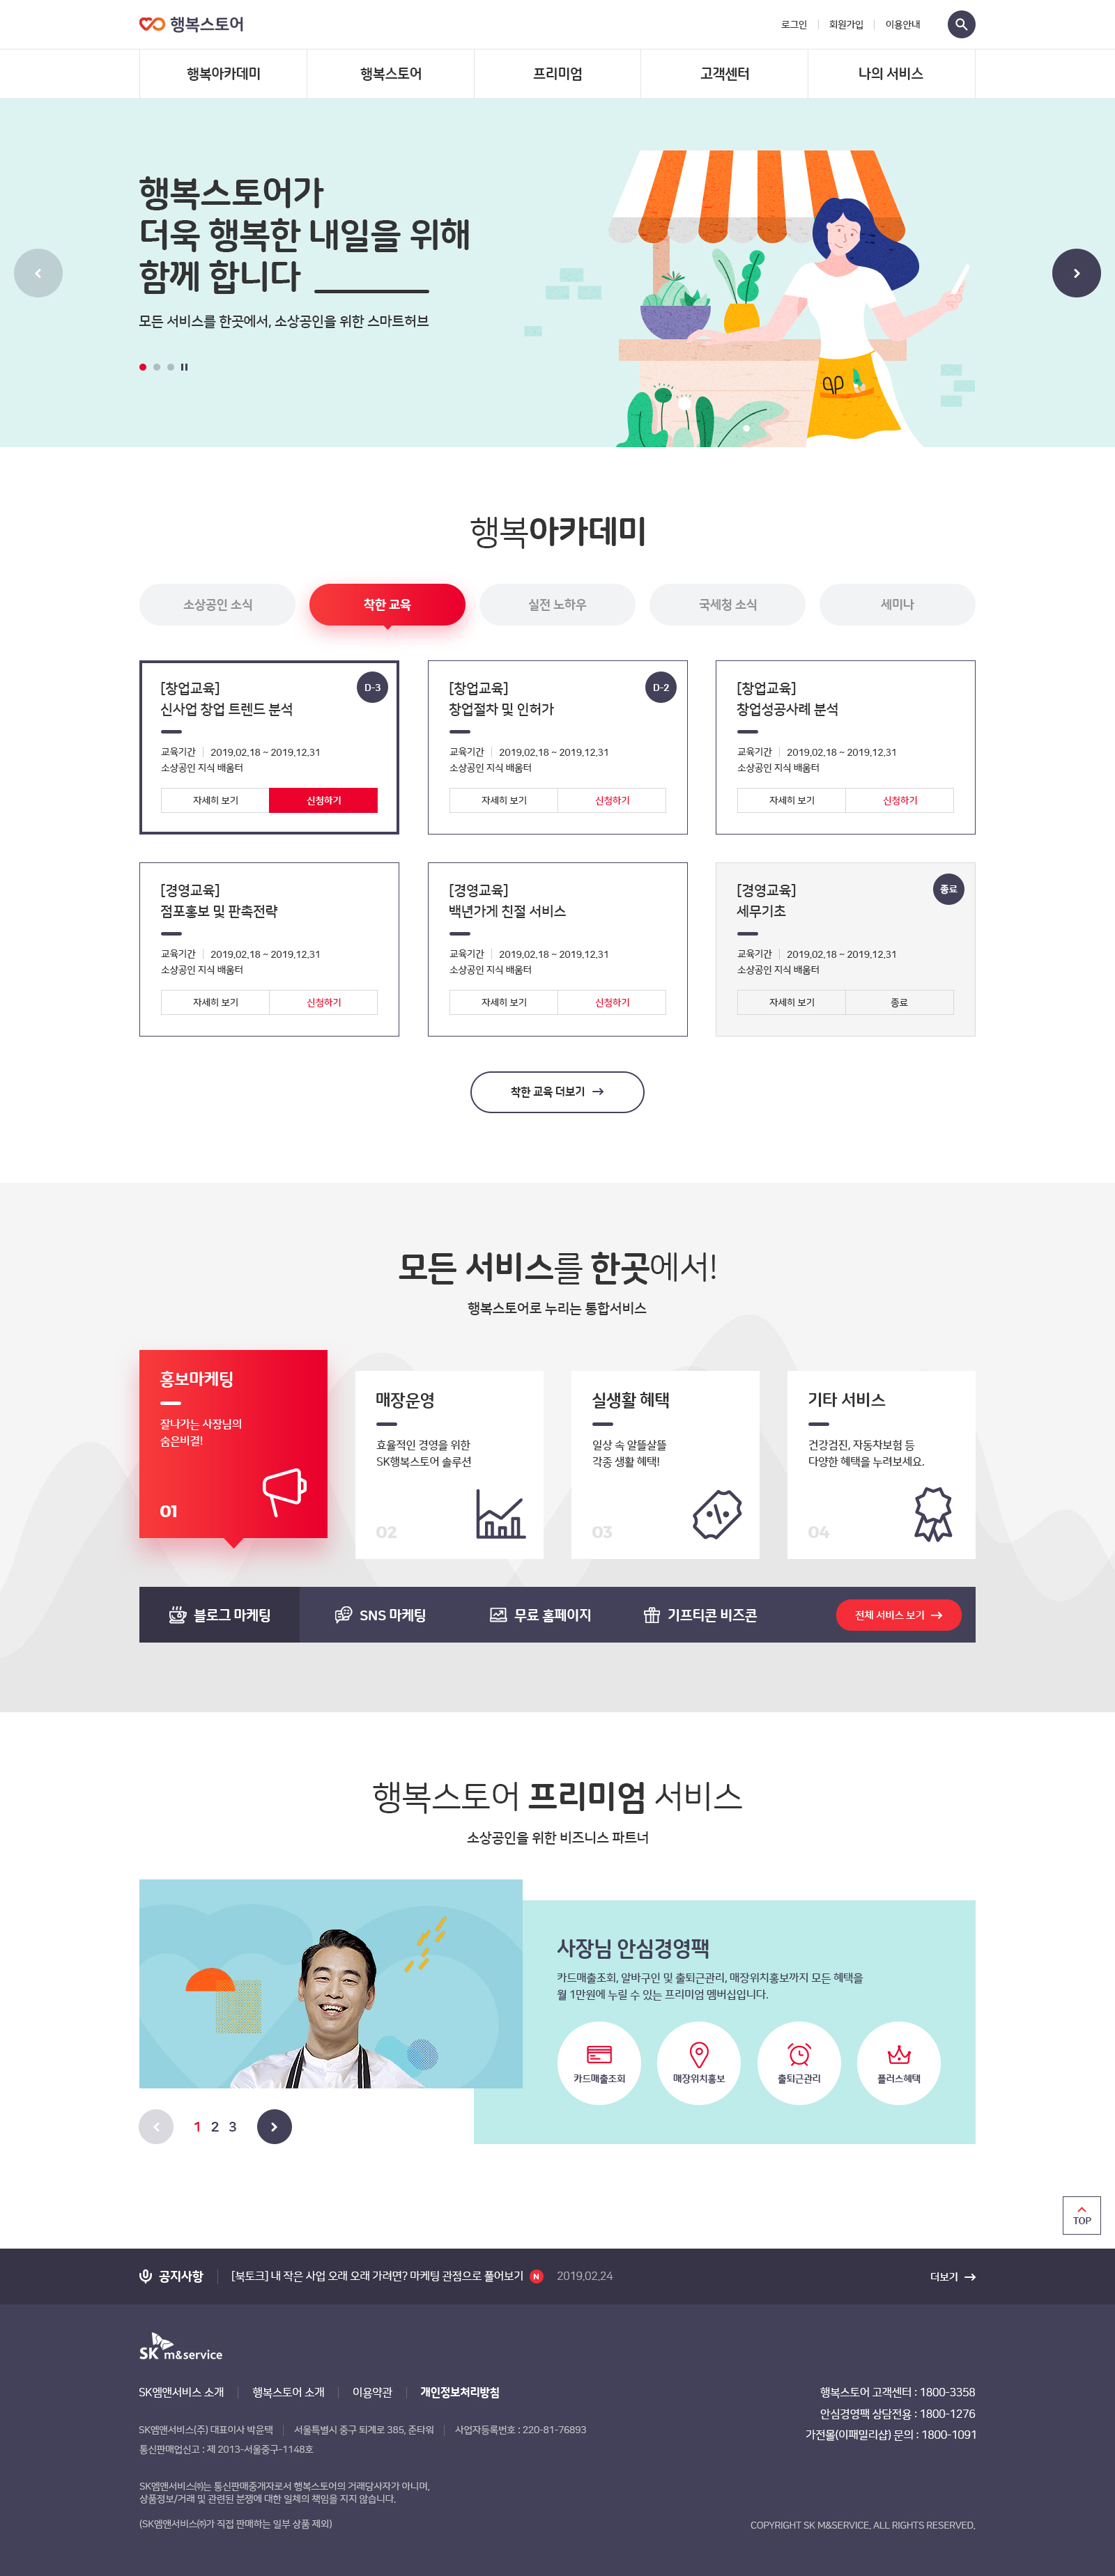 행복스토어
로그인 회원가입 이용안내
행복아카데미 행복스토어 프리미엄 고객센터 나의 서비스
행복스토어가
더욱 행복한 내일을 위해
함께 합니다
모든 서비스를 한곳에서, 소상공인을 위한 스마트허브
행복아카데미
소상공인 소식 착한 교육 실전 노하우 국세청 소식 세미나
[창업교육]
신사업 창업 트렌드 분석
D-3
교육기간 2019.02.18 ~ 2019.12.31
소상공인 지식 배움터
자세히 보기 신청하기
[창업교육]
창업절차 및 인허가
D-2
교육기간 2019.02.18 ~ 2019.12.31
소상공인 지식 배움터
자세히 보기 신청하기
[창업교육]
창업성공사례 분석
교육기간 2019.02.18 ~ 2019.12.31
소상공인 지식 배움터
자세히 보기 신청하기
[경영교육]
점포홍보 및 판촉전략
교육기간 2019.02.18 ~ 2019.12.31
소상공인 지식 배움터
자세히 보기 신청하기
[경영교육]
백년가게 친절 서비스
교육기간 2019.02.18 ~ 2019.12.31
소상공인 지식 배움터
자세히 보기 신청하기
[경영교육]
세무기초
종료
교육기간 2019.02.18 ~ 2019.12.31
소상공인 지식 배움터
자세히 보기 종료
착한 교육 더보기
모든 서비스를 한곳에서!
행복스토어로 누리는 통합서비스
홍보마케팅
잘나가는 사장님의
숨은비결!
01
매장운영
효율적인 경영을 위한
SK행복스토어 솔루션
02
실생활 혜택
일상 속 알뜰살뜰
각종 생활 혜택!
03
기타 서비스
건강검진, 자동차보험 등
다양한 혜택을 누려보세요.
04
블로그 마케팅 SNS 마케팅 무료 홈페이지 기프티콘 비즈콘 전체 서비스 보기
행복스토어 프리미엄 서비스
소상공인을 위한 비즈니스 파트너
사장님 안심경영팩
카드매출조회, 알바구인 및 출퇴근관리, 매장위치홍보까지 모든 혜택을
월 1만원에 누릴 수 있는 프리미엄 멤버십입니다.
카드매출조회 매장위치홍보 출퇴근관리 플러스혜택
1 2 3
TOP
공지사항 [북토크] 내 작은 사업 오래 오래 가려면? 마케팅 관점으로 풀어보기 N 2019.02.24 더보기
SK m&service
SK엠앤서비스 소개 행복스토어 소개 이용약관 개인정보처리방침
행복스토어 고객센터 : 1800-3358
안심경영팩 상담전용 : 1800-1276
가전몰(이패밀리샵) 문의 : 1800-1091
SK엠앤서비스(주) 대표이사 박윤택 서울특별시 중구 퇴계로 385, 준타워 사업자등록번호 : 220-81-76893
통신판매업신고 : 제 2013-서울중구-1148호
SK엠앤서비스㈜는 통신판매중개자로서 행복스토어의 거래당사자가 아니며,
상품정보/거래 및 관련된 분쟁에 대한 일체의 책임을 지지 않습니다.
(SK엠앤서비스㈜가 직접 판매하는 일부 상품 제외)
COPYRIGHT SK M&SERVICE. ALL RIGHTS RESERVED.